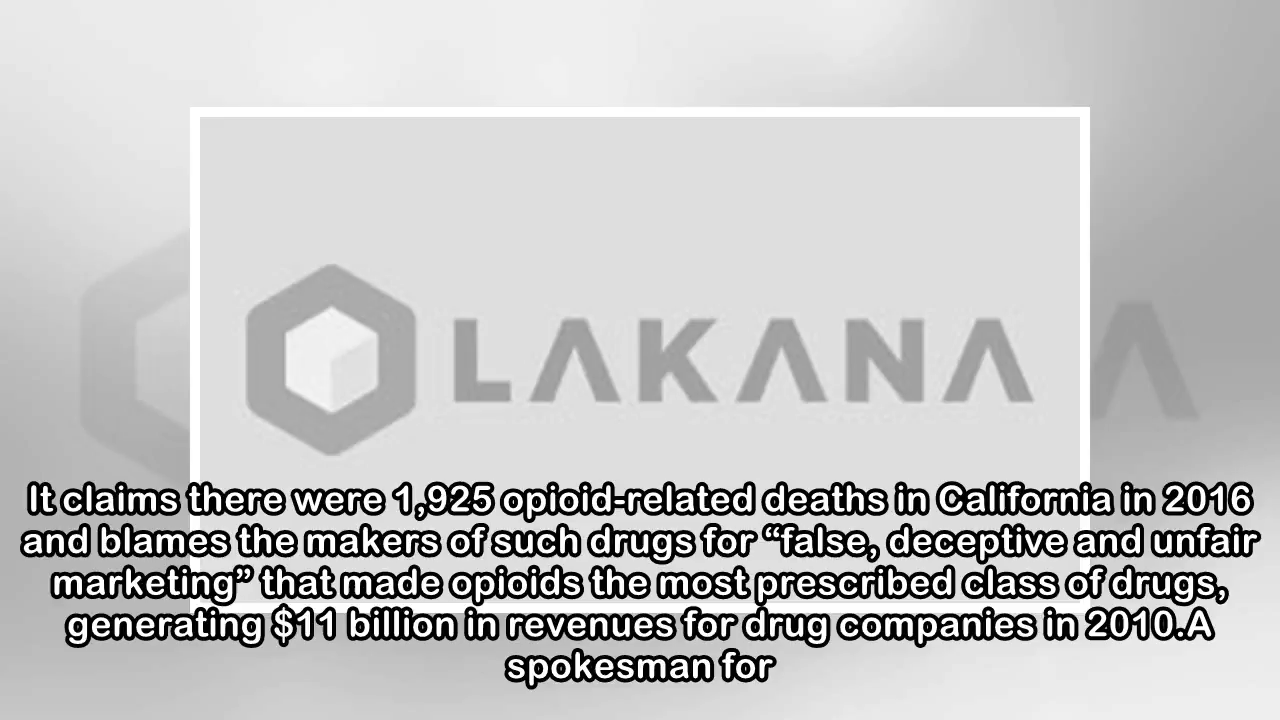 LAKANA
It claims there were 1,925 opioid-related deaths in California in 2016
and blames the makers of such drugs for “false, deceptive and unfair
marketing” that made opioids the most prescribed class of drugs,
generating $11 billion in revenues for drug companies in 2010.A
spokesman for